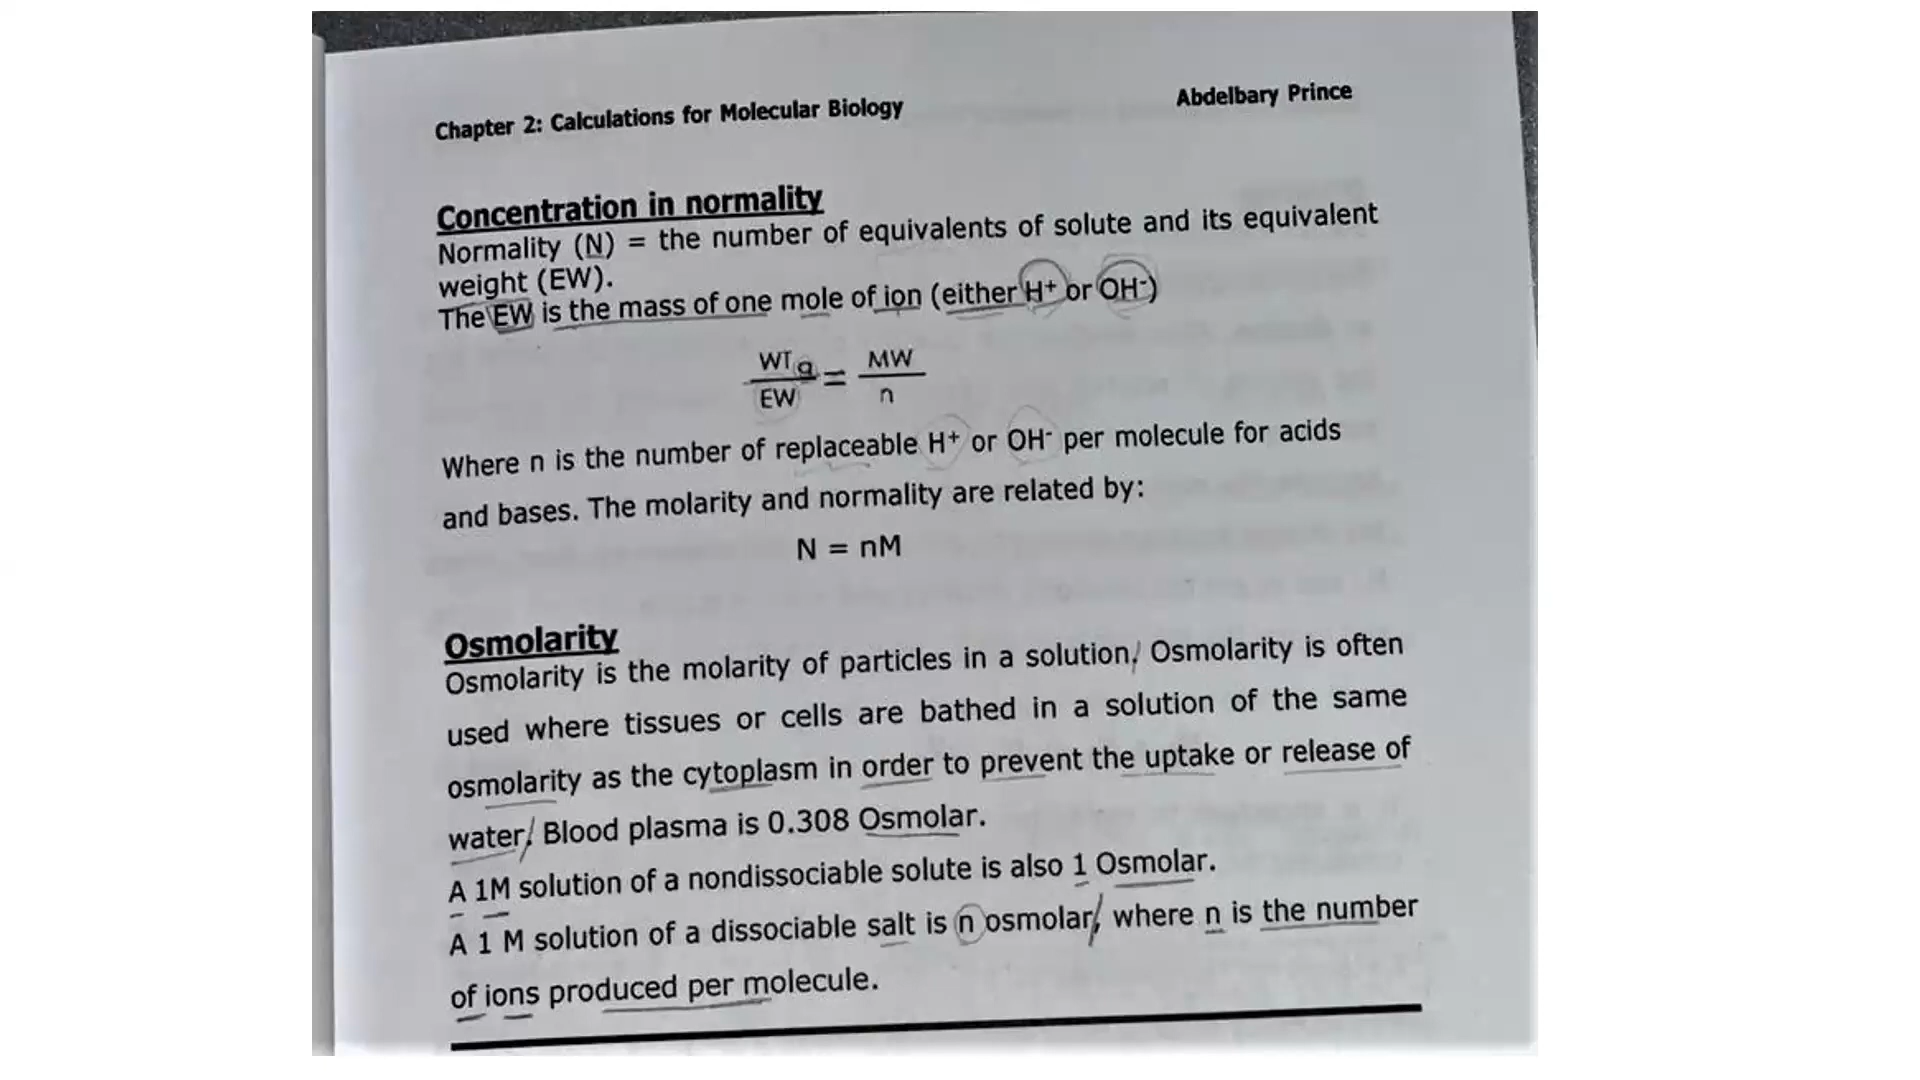 Chapter 2: Calculations for Molecular Biology
Abdelbary Prince
Concentration in normality
Normality (N) = the number of equivalents of solute and its equivalent
weight (EW).
The EW is the mass of one mole of ion (either H⁺ or OH⁻)
WT g / EW = MW / n
Where n is the number of replaceable H⁺ or OH⁻ per molecule for acids
and bases. The molarity and normality are related by:
N = nM
Osmolarity
Osmolarity is the molarity of particles in a solution. Osmolarity is often
used where tissues or cells are bathed in a solution of the same
osmolarity as the cytoplasm in order to prevent the uptake or release of
water. Blood plasma is 0.308 Osmolar.
A 1M solution of a nondissociable solute is also 1 Osmolar.
A 1 M solution of a dissociable salt is n osmolar, where n is the number
of ions produced per molecule.